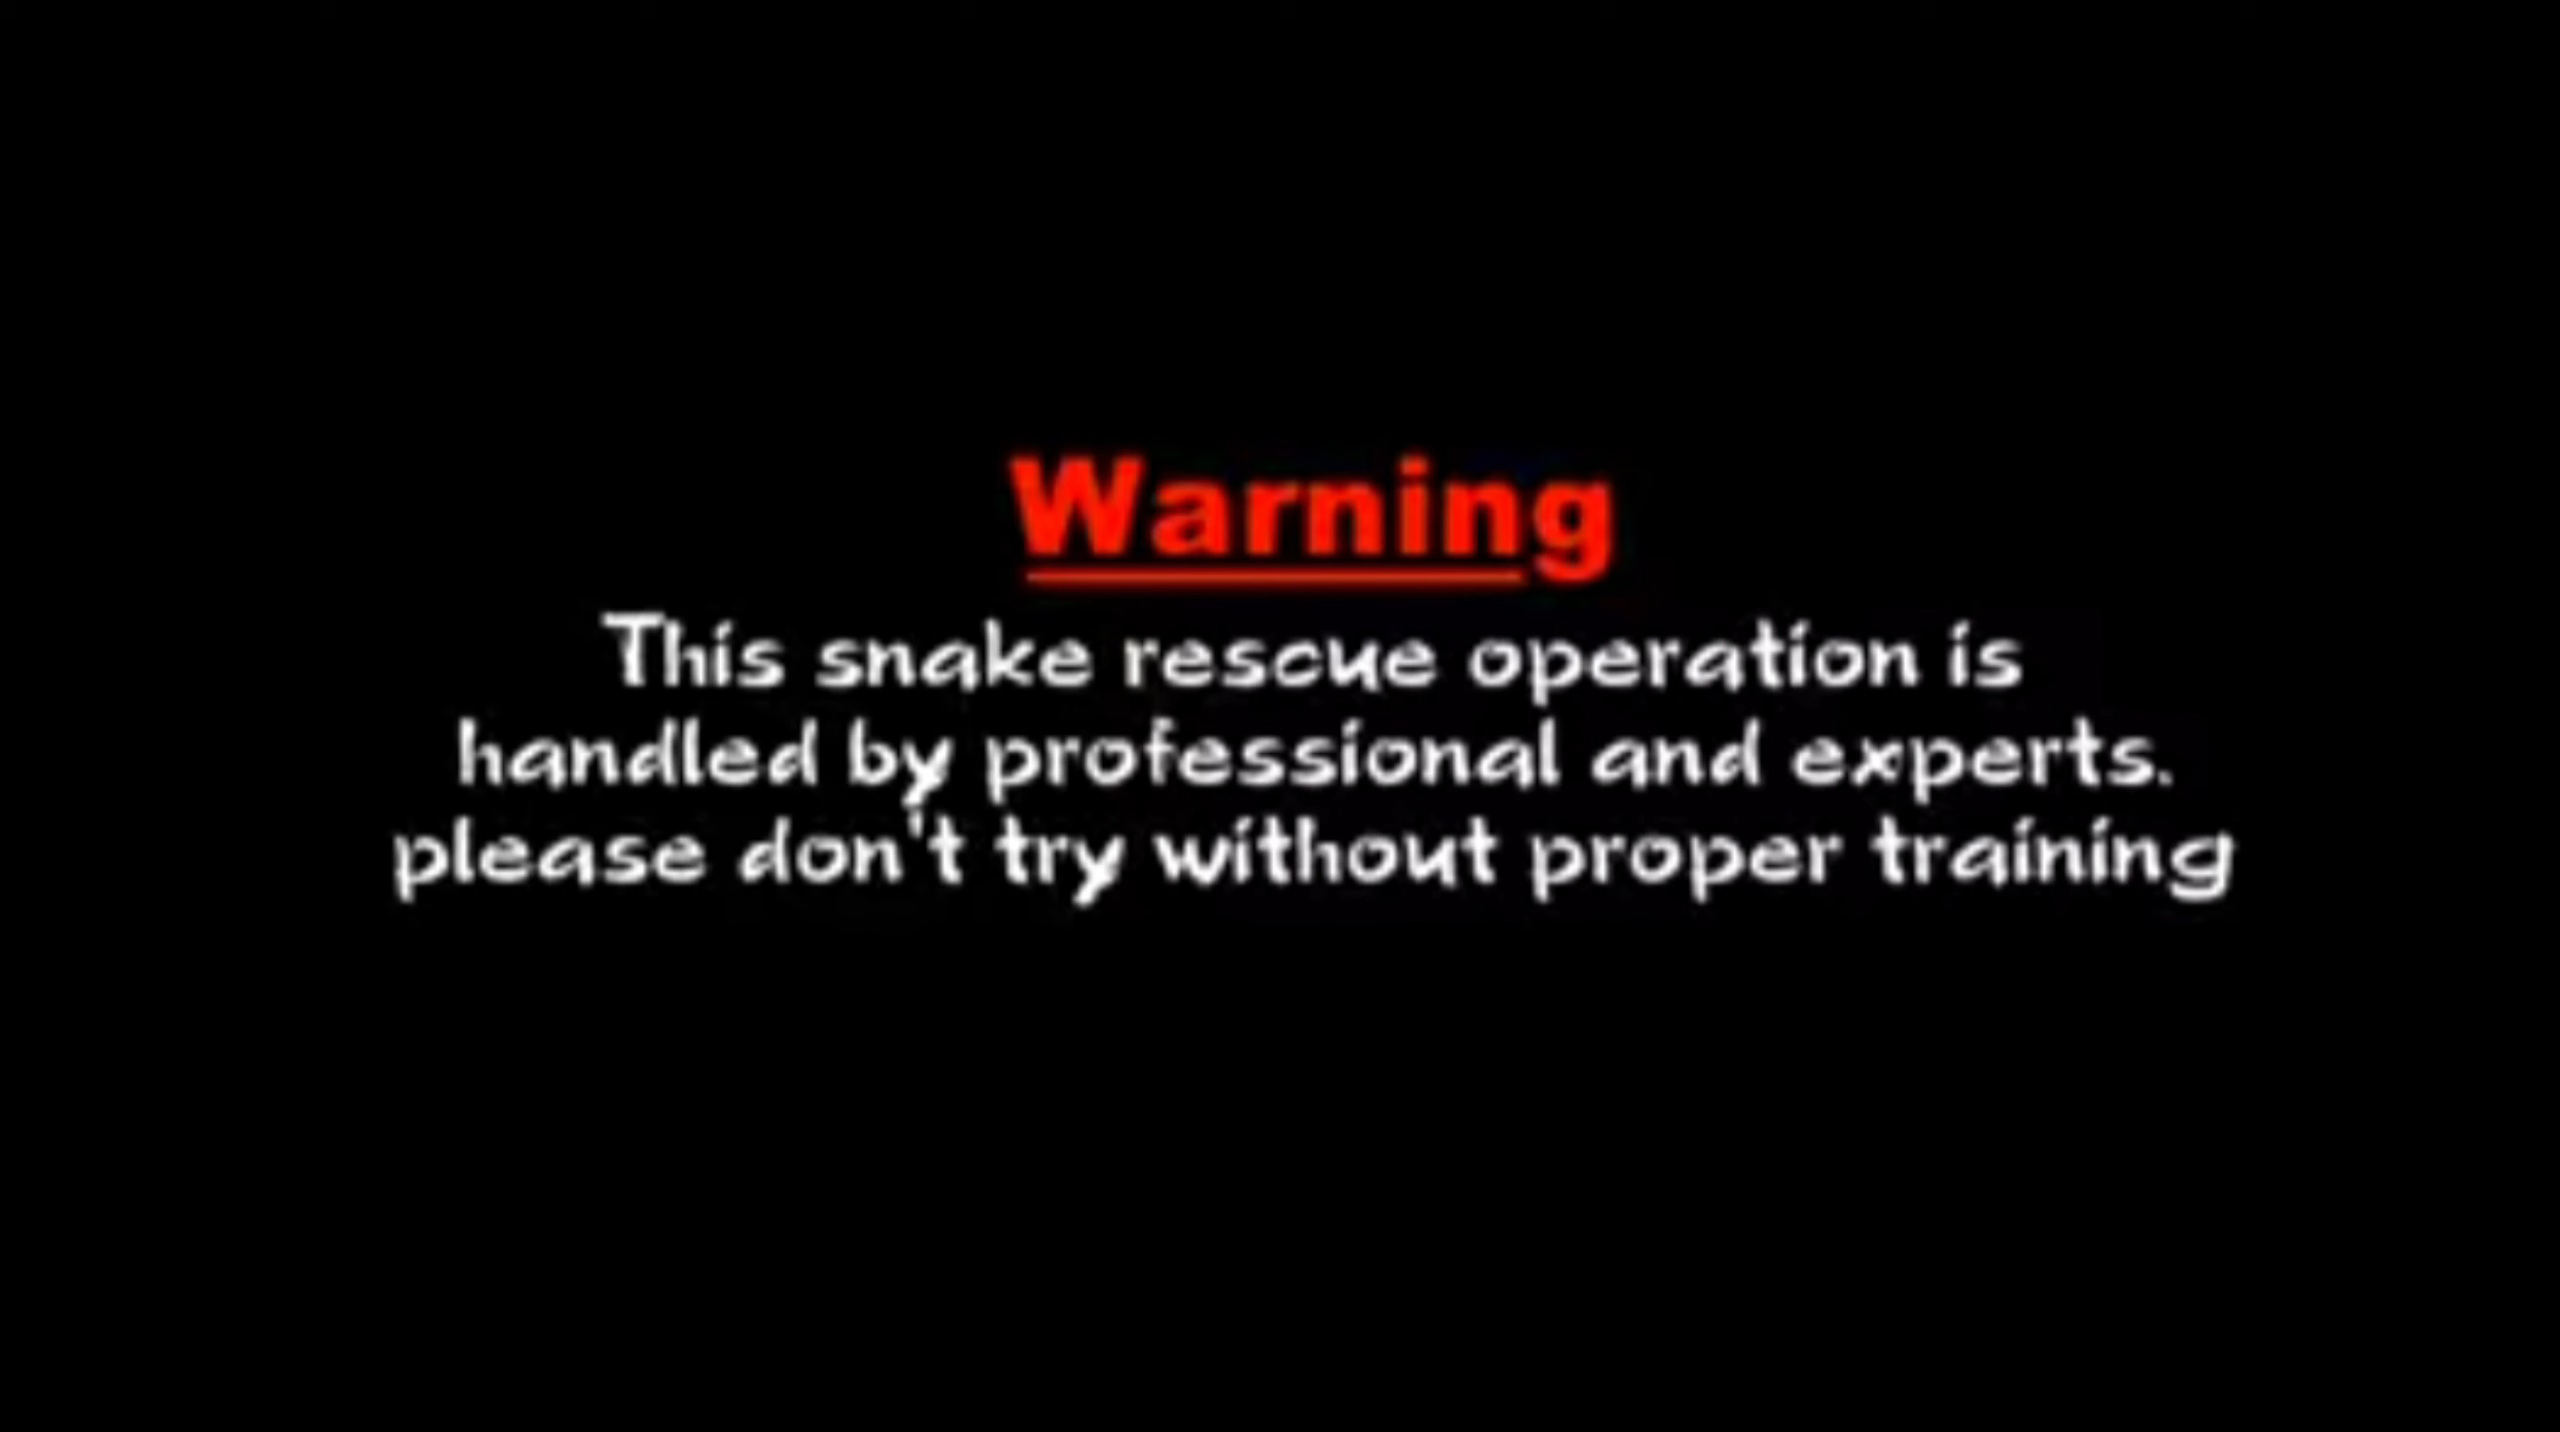 Warning
This snake rescue operation is
handled by professional and experts.
please don't try without proper training